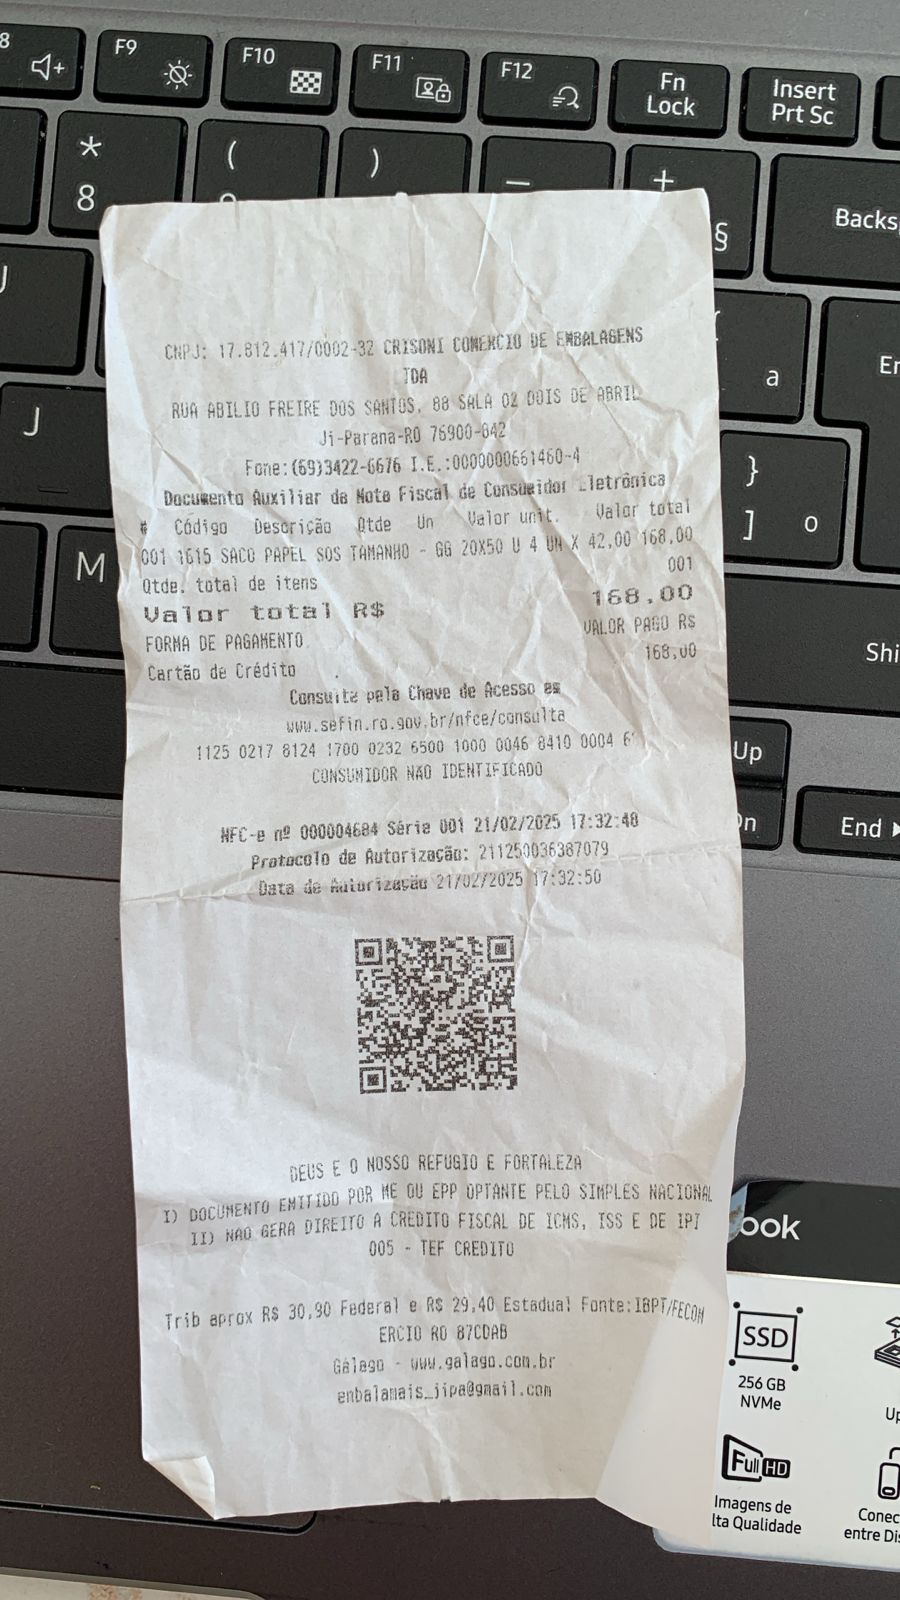 8
F9
F10
F11
F12
Fn
Lock
Insert
Prt Sc
*
8
(
)
_
+
§
Backs
J
a
En
M
}
]
o
Shi
Up
On
End
CNPJ: 17.812.417/0002-32 CRISONI COMERCIO DE EMBALAGENS
TDA
RUA ABILIO FREIRE DOS SANTOS, 88 SALA 02 DOIS DE ABRIL
Ji-Parana-RO 76900-842
Fone:(69)3422-6676 I.E.:0000000661460-4
Documento Auxiliar da Nota Fiscal de Consumidor Eletrônica
# Código Descrição Qtde Un Valor unit. Valor total
001 1615 SACO PAPEL SOS TAMANHO - GG 20X50 U 4 UN X 42,00 168,00
Qtde. total de itens 001
Valor total R$ 168,00
FORMA DE PAGAMENTO VALOR PAGO R$
Cartão de Crédito 168,00
Consulta pela Chave de Acesso em
www.sefin.ro.gov.br/nfce/consulta
1125 0217 8124 1700 0232 6500 1000 0046 8410 0004
CONSUMIDOR NÃO IDENTIFICADO
NFC-e nº 000004684 Série 001 21/02/2025 17:32:48
Protocolo de Autorização: 211250036387079
Data de Autorização 21/02/2025 17:32:50
DEUS E O NOSSO REFUGIO E FORTALEZA
I) DOCUMENTO EMITIDO POR ME OU EPP OPTANTE PELO SIMPLES NACIONAL
II) NAO GERA DIREITO A CREDITO FISCAL DE ICMS, ISS E DE IPI
005 - TEF CREDITO
Trib aprox R$ 30,90 Federal e R$ 29,40 Estadual Fonte:IBPT/FECOM
ERCIO RO 87CDAB
Gálago - www.galago.com.br
embalamais_jipa@gmail.com
ook
SSD
256 GB
NVMe
Up
Full HD
Imagens de
lta Qualidade
Conec
entre Dis